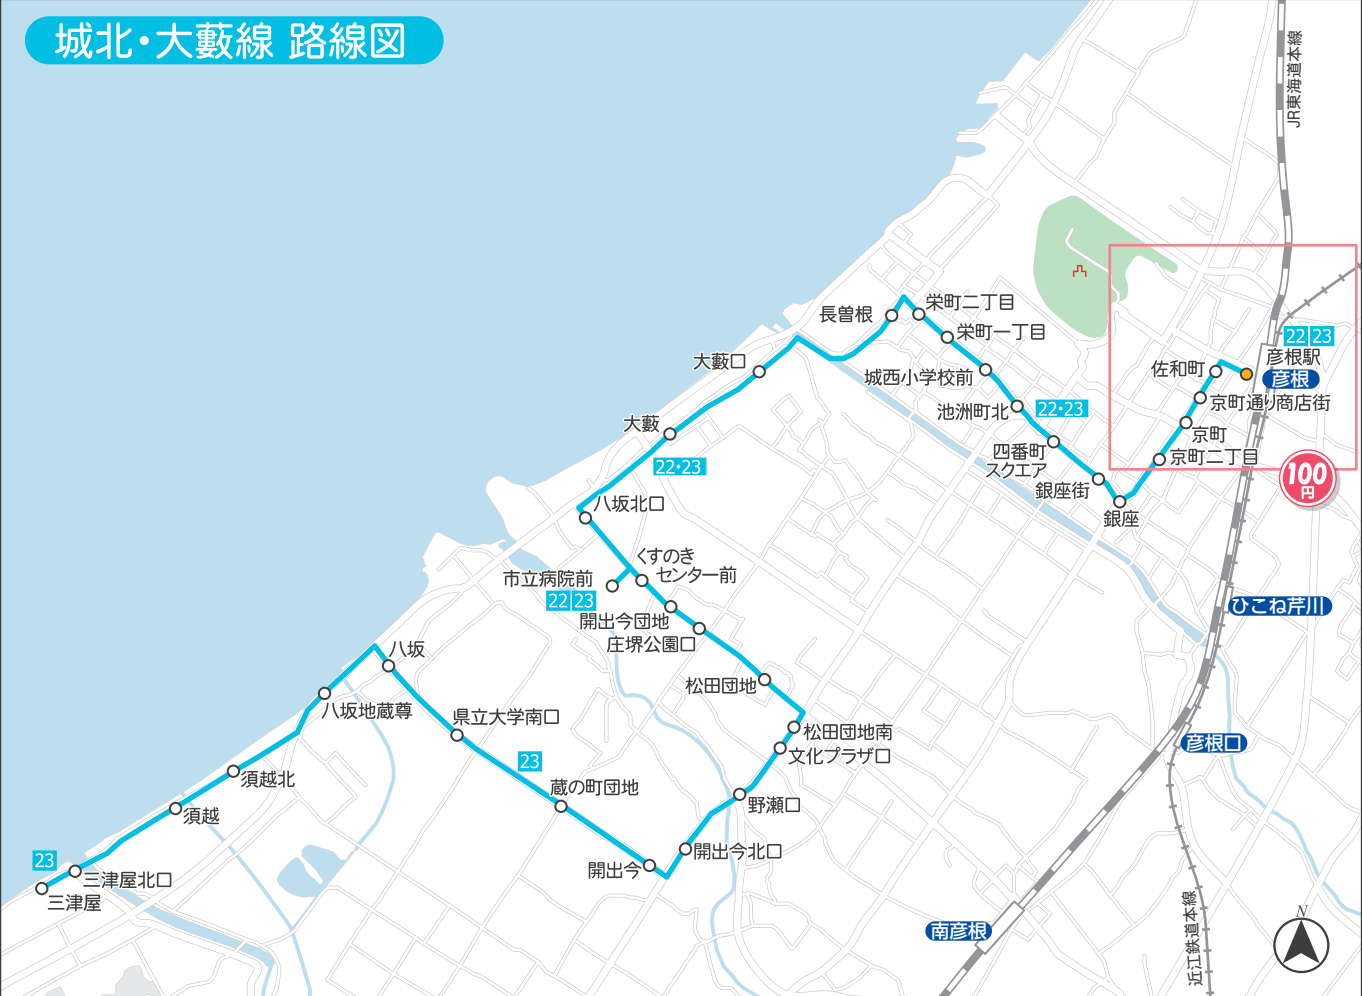 城北・大藪線 路線図
JR東海道本線
栄町二丁目
長曽根
栄町一丁目
22|23
彦根駅
彦根
大藪口
佐和町
城西小学校前
京町通り商店街
22・23
池洲町北
大藪
京町
四番町
スクエア
京町二丁目
22・23
100
円
銀座街
八坂北口
銀座
くすのき
センター前
市立病院前
22|23
ひこね芹川
開出今団地
庄堺公園口
八坂
松田団地
八坂地蔵尊
県立大学南口
松田団地南
彦根口
文化プラザ口
23
須越北
蔵の町団地
野瀬口
須越
23
開出今北口
開出今
三津屋北口
三津屋
南彦根
近江鉄道本線
N